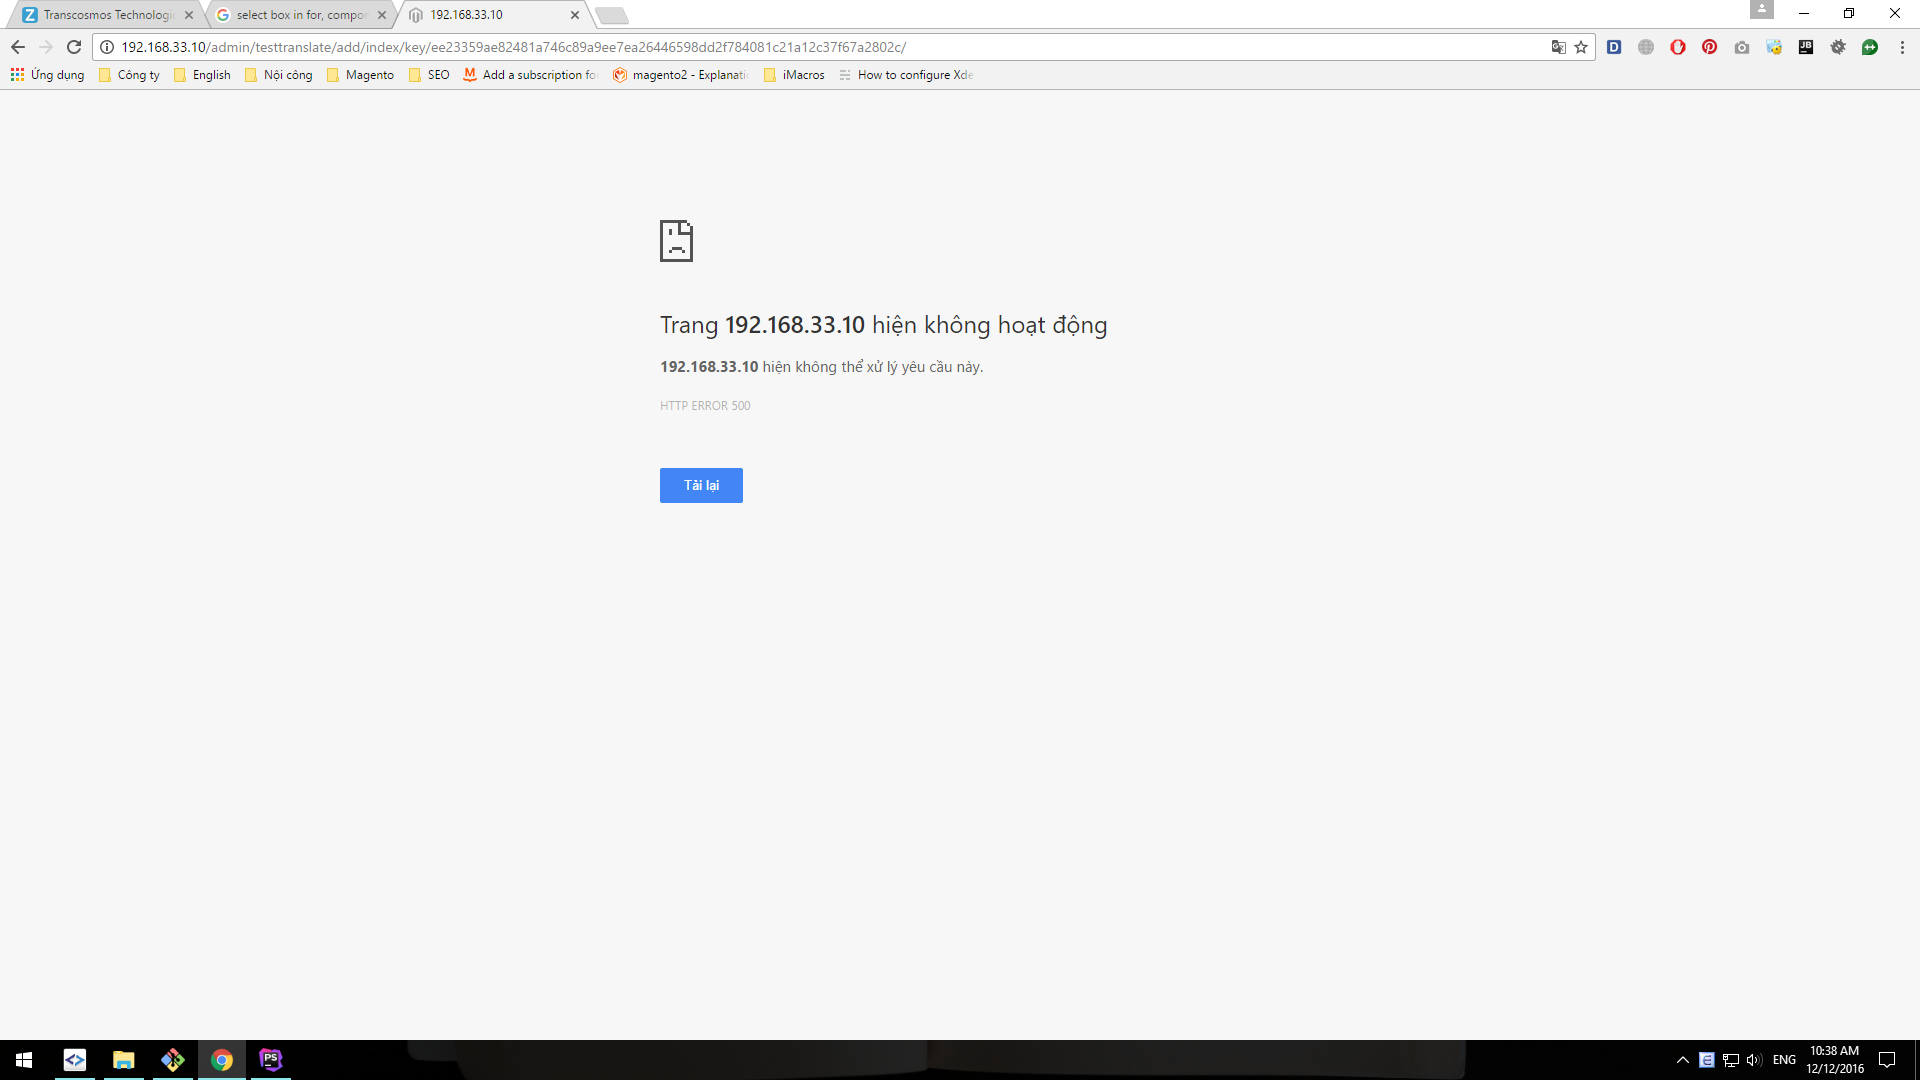 Transcosmos Technologi
select box in for, compo
192.168.33.10
192.168.33.10/admin/testtranslate/add/index/key/ee23359ae82481a746c89a9ee7ea26446598dd2f784081c21a12c37f67a2802c/
Ứng dụng
Công ty
English
Nội công
Magento
SEO
Add a subscription fo
magento2 - Explanati
iMacros
How to configure Xde
Trang 192.168.33.10 hiện không hoạt động
192.168.33.10 hiện không thể xử lý yêu cầu này.
HTTP ERROR 500
Tải lại
ENG
10:38 AM
12/12/2016